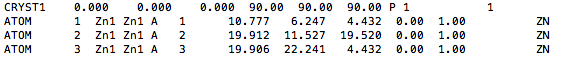 CRYST1    0.000    0.000    0.000  90.00  90.00  90.00 P 1           1
ATOM      1  Zn1 Zn1 A   1      10.777   6.247   4.432  0.00  1.00          ZN
ATOM      2  Zn1 Zn1 A   2      19.912  11.527  19.520  0.00  1.00          ZN
ATOM      3  Zn1 Zn1 A   3      19.906  22.241   4.432  0.00  1.00          ZN